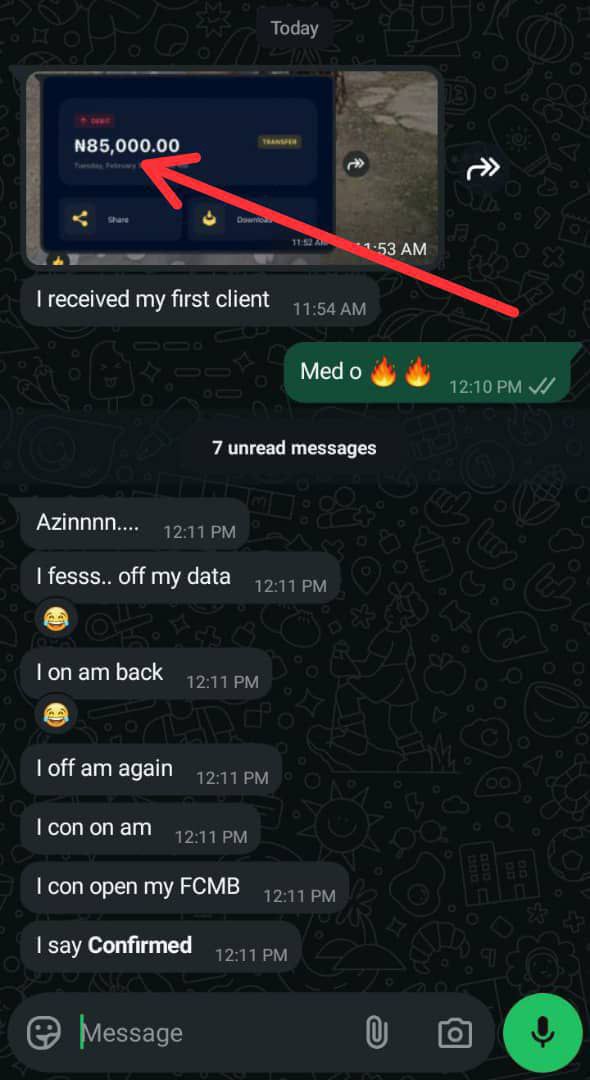 Today
DEBIT
₦85,000.00
TRANSFER
Tuesday, February
Share
Download
11:52 AM
11:53 AM
I received my first client
11:54 AM
Med o 🔥🔥
12:10 PM
7 unread messages
Azinnnn....
12:11 PM
I fesss.. off my data
12:11 PM
😂
I on am back
12:11 PM
😂
I off am again
12:11 PM
I con on am
12:11 PM
I con open my FCMB
12:11 PM
I say Confirmed
12:11 PM
Message